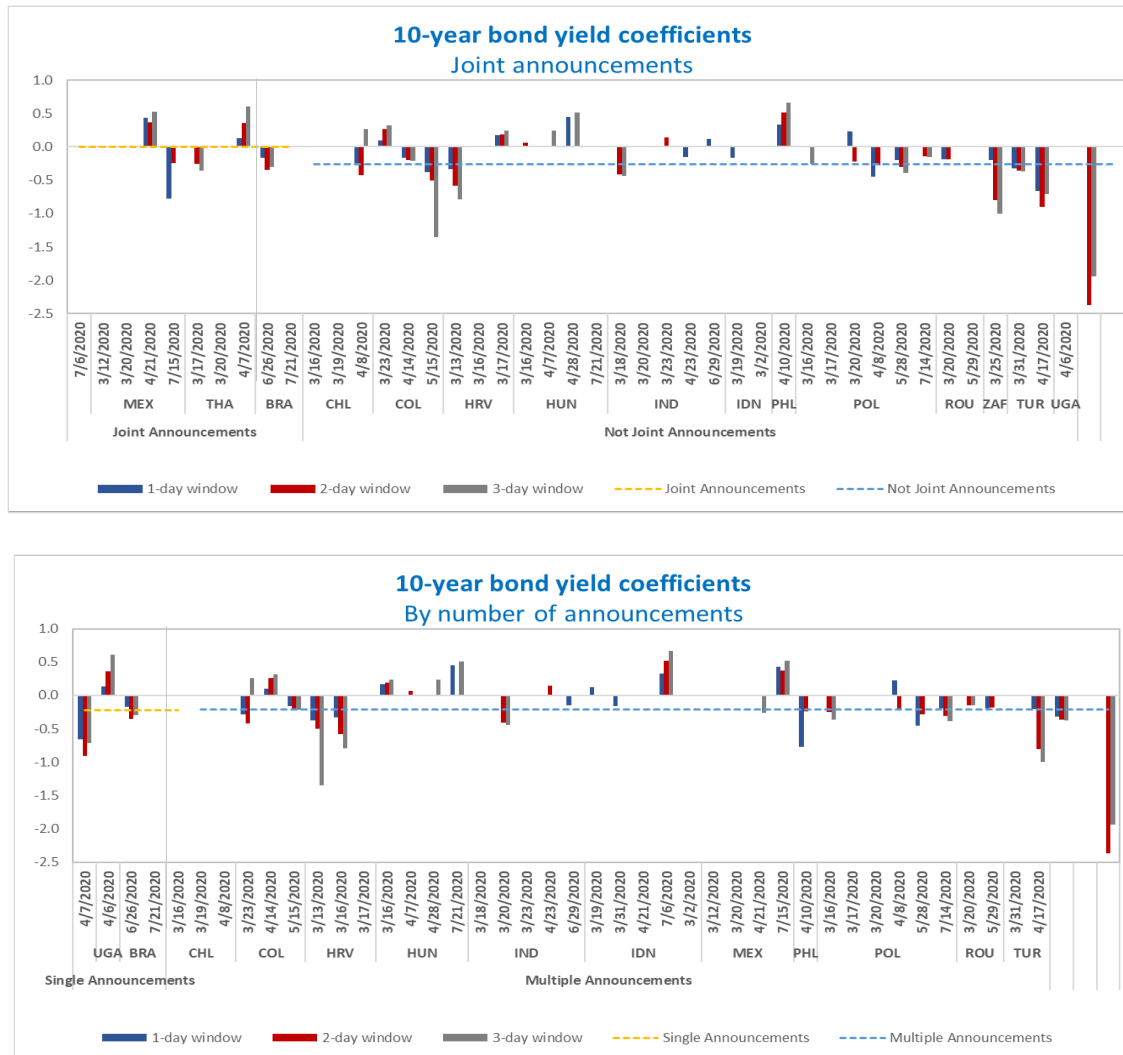 10-year bond yield coefficients
Joint announcements
1.0
0.5
0.0
-0.5
-1.0
-1.5
-2.0
-2.5
7/6/2020 3/12/2020 3/20/2020 4/21/2020 7/15/2020 3/17/2020 3/20/2020 4/7/2020 6/26/2020 7/21/2020 3/16/2020 3/19/2020 4/8/2020 3/23/2020 4/14/2020 5/15/2020 3/13/2020 3/16/2020 3/17/2020 3/16/2020 4/7/2020 4/28/2020 7/21/2020 3/18/2020 3/20/2020 3/23/2020 4/23/2020 6/29/2020 3/19/2020 3/2/2020 4/10/2020 3/16/2020 3/17/2020 3/20/2020 4/8/2020 5/28/2020 7/14/2020 3/20/2020 5/29/2020 3/25/2020 3/31/2020 4/17/2020 4/6/2020
MEX THA BRA CHL COL HRV HUN IND IDN PHL POL ROU ZAF TUR UGA
Joint Announcements Not Joint Announcements
1-day window 2-day window 3-day window Joint Announcements Not Joint Announcements
10-year bond yield coefficients
By number of announcements
1.0
0.5
0.0
-0.5
-1.0
-1.5
-2.0
-2.5
4/7/2020 4/6/2020 6/26/2020 7/21/2020 3/16/2020 3/19/2020 4/8/2020 3/23/2020 4/14/2020 5/15/2020 3/13/2020 3/16/2020 3/17/2020 3/16/2020 4/7/2020 4/28/2020 7/21/2020 3/18/2020 3/20/2020 3/23/2020 4/23/2020 6/29/2020 3/19/2020 3/31/2020 4/21/2020 7/6/2020 3/2/2020 3/12/2020 3/20/2020 4/21/2020 7/15/2020 4/10/2020 3/16/2020 3/17/2020 3/20/2020 4/8/2020 5/28/2020 7/14/2020 3/20/2020 5/29/2020 3/31/2020 4/17/2020
UGA BRA CHL COL HRV HUN IND IDN MEX PHL POL ROU TUR
Single Announcements Multiple Announcements
1-day window 2-day window 3-day window Single Announcements Multiple Announcements